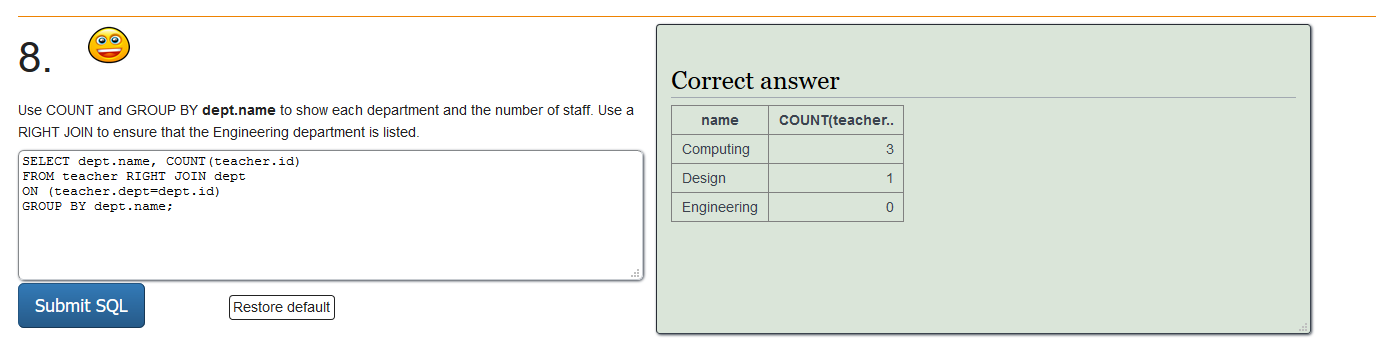 8.
Use COUNT and GROUP BY dept.name to show each department and the number of staff. Use a
RIGHT JOIN to ensure that the Engineering department is listed.
SELECT dept.name, COUNT(teacher.id)
FROM teacher RIGHT JOIN dept
ON (teacher.dept=dept.id)
GROUP BY dept.name;
Submit SQL
Restore default
Correct answer
name COUNT(teacher..
Computing 3
Design 1
Engineering 0